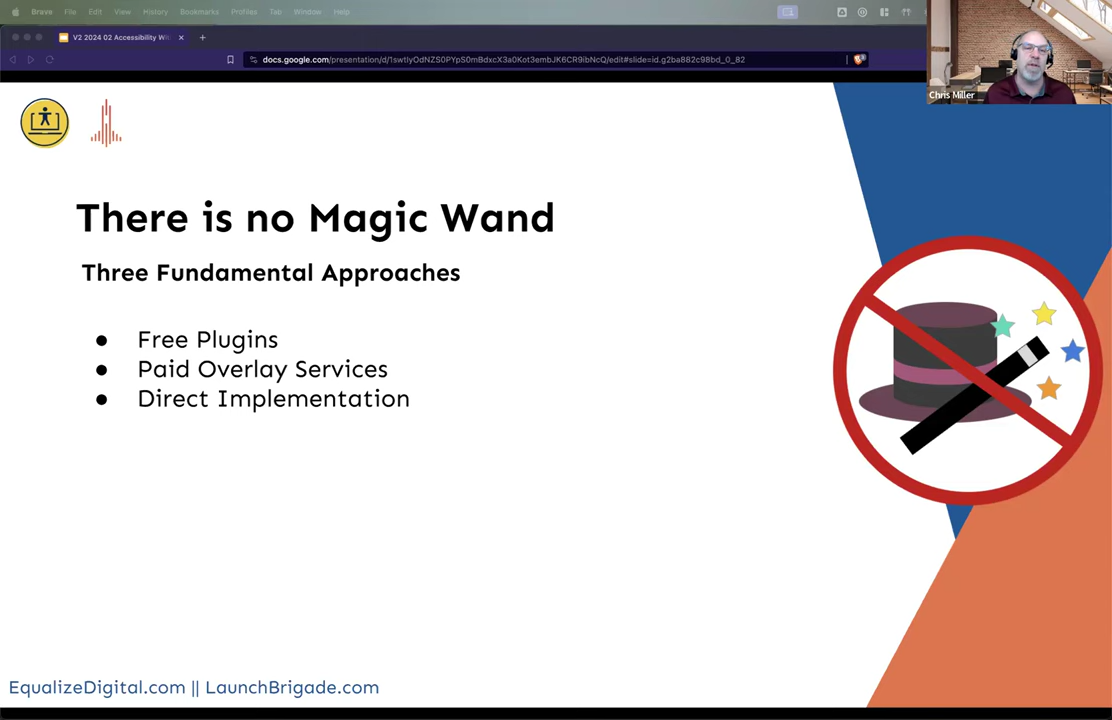 Brave File Edit View History Bookmarks Profiles Tab Window Help
V2 2024 02 Accessibility Wit
docs.google.com/presentation/d/1swtIyOdNZS0PYpS0mBdxcX3a0Kot3embJK6CR9ibNcQ/edit#slide=id.g2ba882c98bd_0_82
Chris Miller
There is no Magic Wand
Three Fundamental Approaches
● Free Plugins
● Paid Overlay Services
● Direct Implementation
EqualizeDigital.com || LaunchBrigade.com